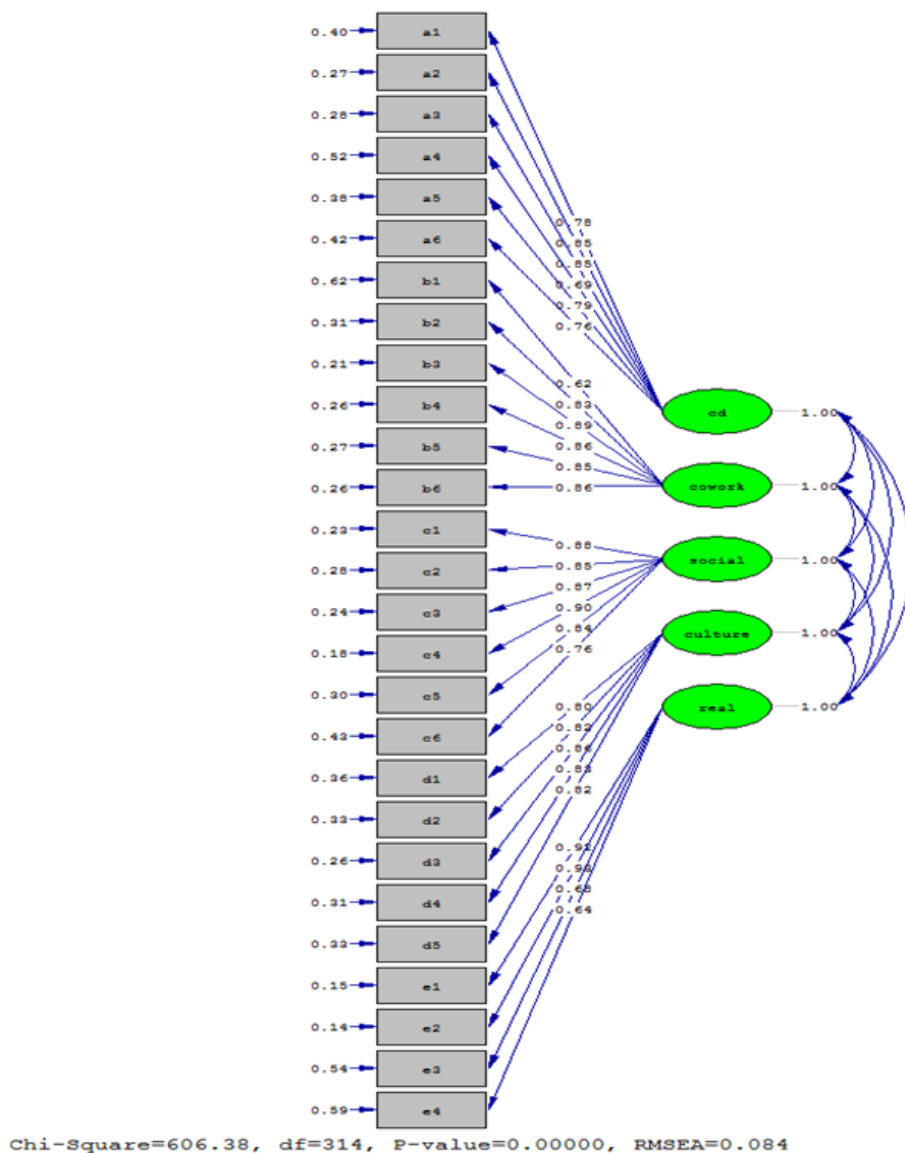 0.40 a1
0.27 a2
0.28 a3
0.52 a4
0.38 a5
0.42 a6
0.62 b1
0.31 b2
0.21 b3
0.26 b4
0.27 b5
0.26 b6
0.23 c1
0.28 c2
0.24 c3
0.18 c4
0.30 c5
0.43 c6
0.36 d1
0.33 d2
0.26 d3
0.31 d4
0.33 d5
0.15 e1
0.14 e2
0.54 e3
0.59 e4
0.78
0.85
0.85
0.69
0.79
0.76
0.62
0.83
0.89
0.86
0.85
0.86
0.88
0.85
0.87
0.90
0.84
0.76
0.80
0.82
0.86
0.83
0.82
0.68
0.64
cd 1.00
cowork 1.00
social 1.00
culture 1.00
real 1.00
Chi-Square=606.38, df=314, P-value=0.00000, RMSEA=0.084